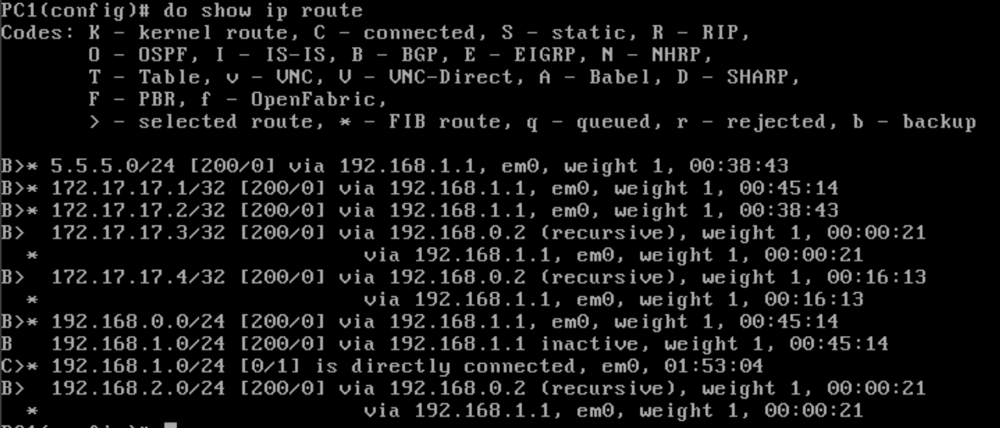 PC1(config)# do show ip route
Codes: K - kernel route, C - connected, S - static, R - RIP,
       O - OSPF, I - IS-IS, B - BGP, E - EIGRP, N - NHRP,
       T - Table, v - VNC, V - VNC-Direct, A - Babel, D - SHARP,
       F - PBR, f - OpenFabric,
       > - selected route, * - FIB route, q - queued, r - rejected, b - backup

B>* 5.5.5.0/24 [200/0] via 192.168.1.1, em0, weight 1, 00:38:43
B>* 172.17.17.1/32 [200/0] via 192.168.1.1, em0, weight 1, 00:45:14
B>* 172.17.17.2/32 [200/0] via 192.168.1.1, em0, weight 1, 00:38:43
B>  172.17.17.3/32 [200/0] via 192.168.0.2 (recursive), weight 1, 00:00:21
  *                          via 192.168.1.1, em0, weight 1, 00:00:21
B>  172.17.17.4/32 [200/0] via 192.168.0.2 (recursive), weight 1, 00:16:13
  *                          via 192.168.1.1, em0, weight 1, 00:16:13
B>* 192.168.0.0/24 [200/0] via 192.168.1.1, em0, weight 1, 00:45:14
B   192.168.1.0/24 [200/0] via 192.168.1.1 inactive, weight 1, 00:45:14
C>* 192.168.1.0/24 [0/1] is directly connected, em0, 01:53:04
B>  192.168.2.0/24 [200/0] via 192.168.0.2 (recursive), weight 1, 00:00:21
  *                          via 192.168.1.1, em0, weight 1, 00:00:21
PC1(config)#